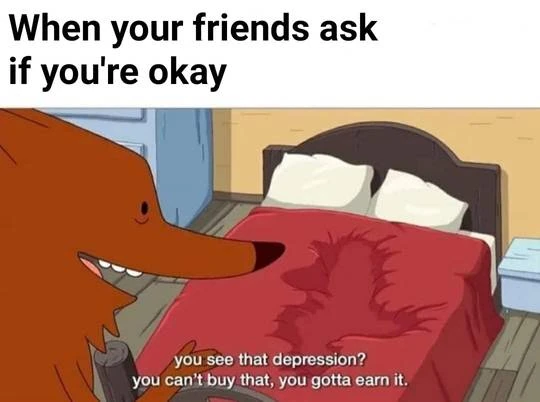 When your friends ask
if you're okay
you see that depression?
you can't buy that, you gotta earn it.